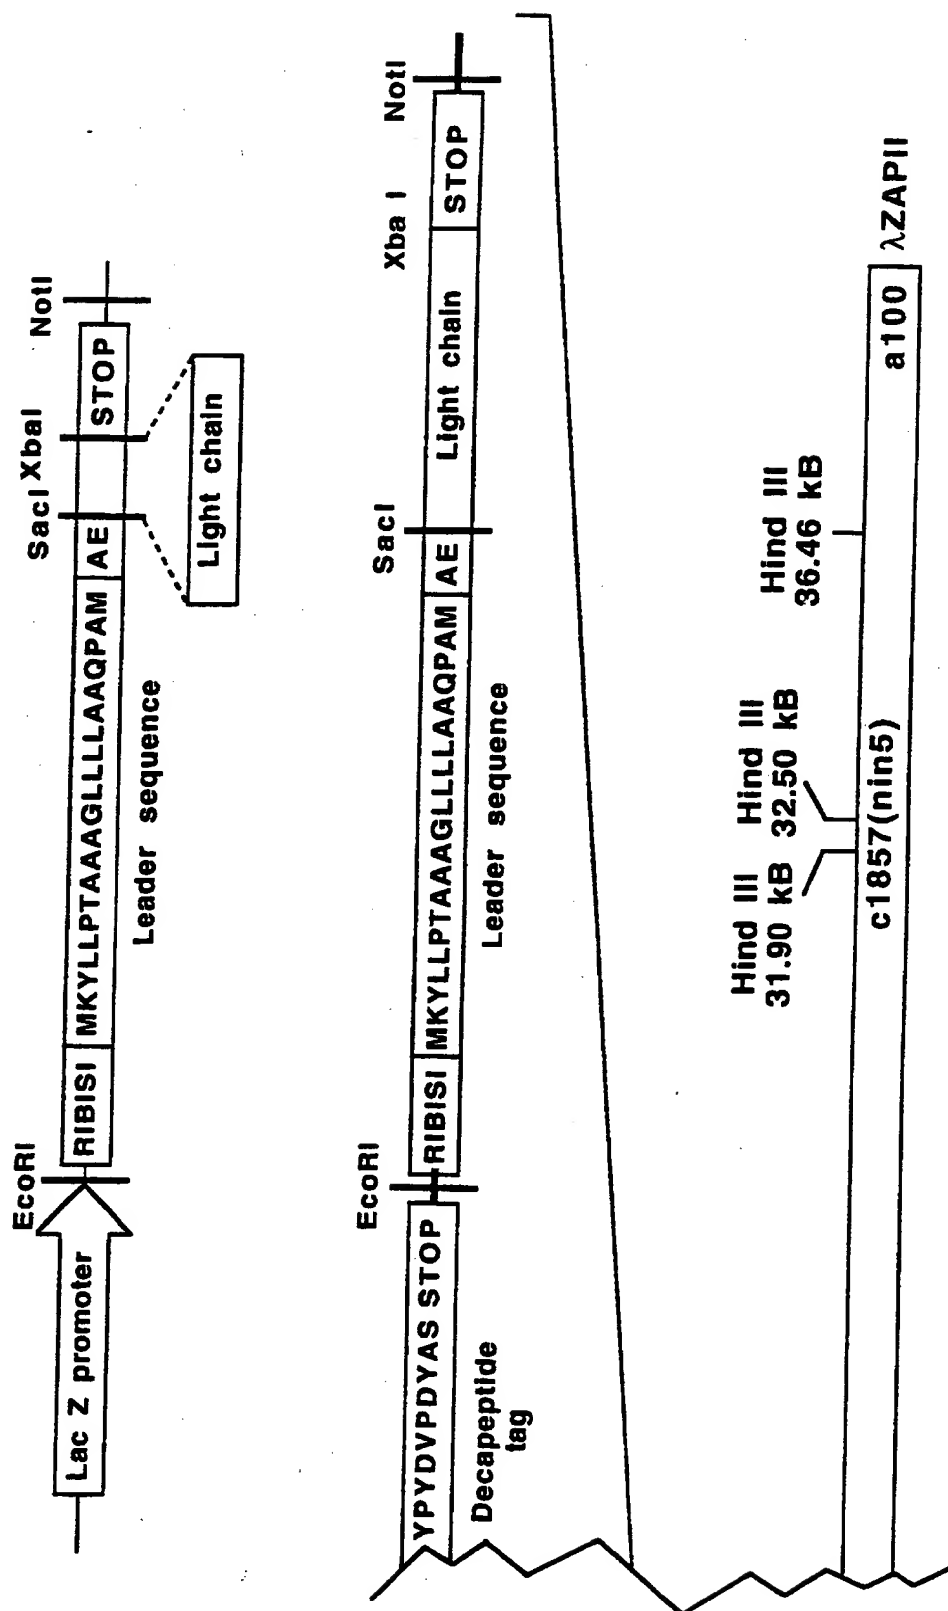 EcoRI
SacI XbaI
NotI
Lac Z promoter
RIBISI
MKYLLPTAAAGLLLLAAQPAM
AE
STOP
Leader sequence
Light chain
EcoRI
SacI
Xba I
NotI
YPYDVPDYAS STOP
RIBISI
MKYLLPTAAAGLLLLAAQPAM
AE
Light chain
STOP
Decapeptide
tag
Leader sequence
Hind III
31.90 kB
Hind III
32.50 kB
Hind III
36.46 kB
c1857(nin5)
a100
λZAPII